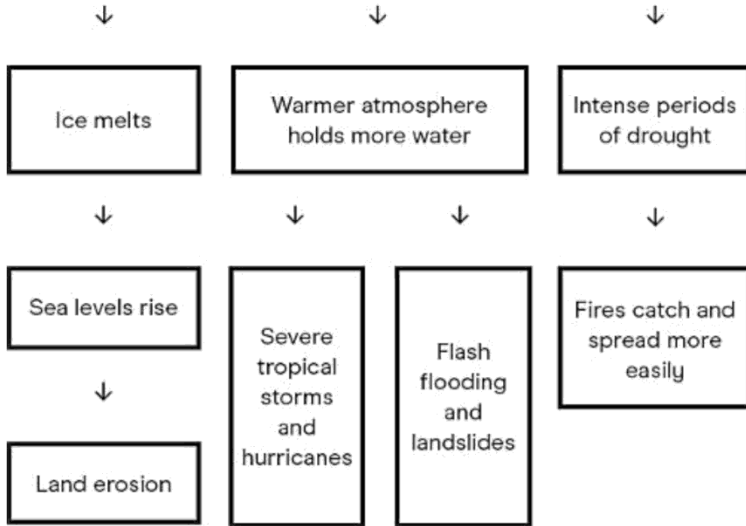 Ice melts
Warmer atmosphere
holds more water
Intense periods
of drought
Sea levels rise
Severe
tropical
storms
and
hurricanes
Flash
flooding
and
landslides
Fires catch and
spread more
easily
Land erosion